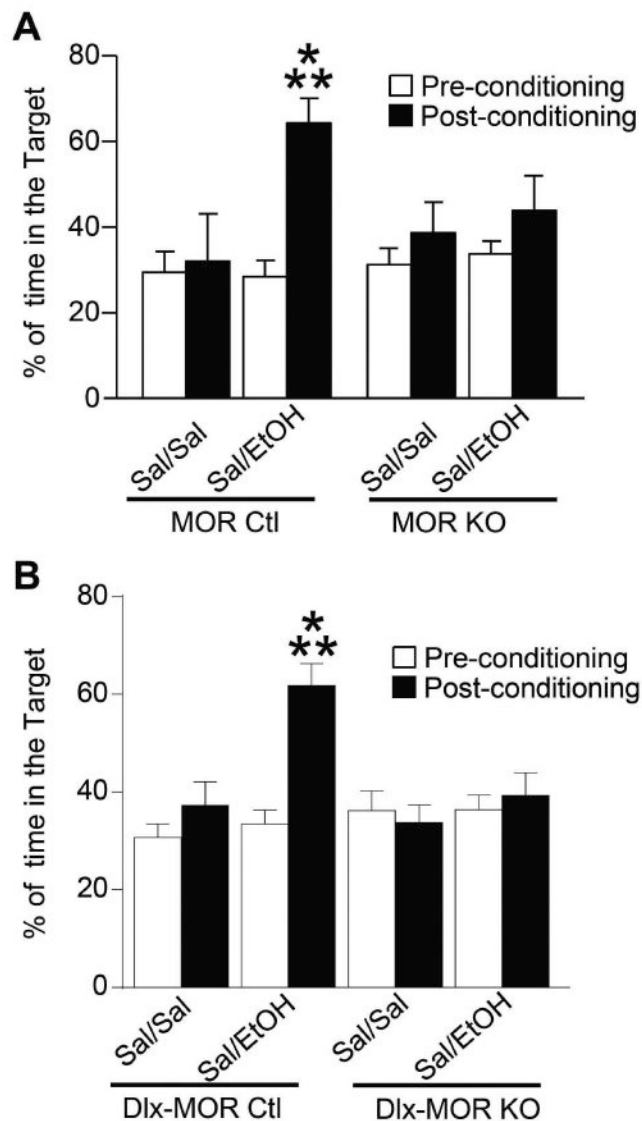 A
80
60
40
20
0
% of time in the Target
*
**
Pre-conditioning
Post-conditioning
Sal/Sal
Sal/EtOH
Sal/Sal
Sal/EtOH
MOR Ctl
MOR KO
B
80
60
40
20
0
% of time in the Target
*
**
Pre-conditioning
Post-conditioning
Sal/Sal
Sal/EtOH
Sal/Sal
Sal/EtOH
Dlx-MOR Ctl
Dlx-MOR KO